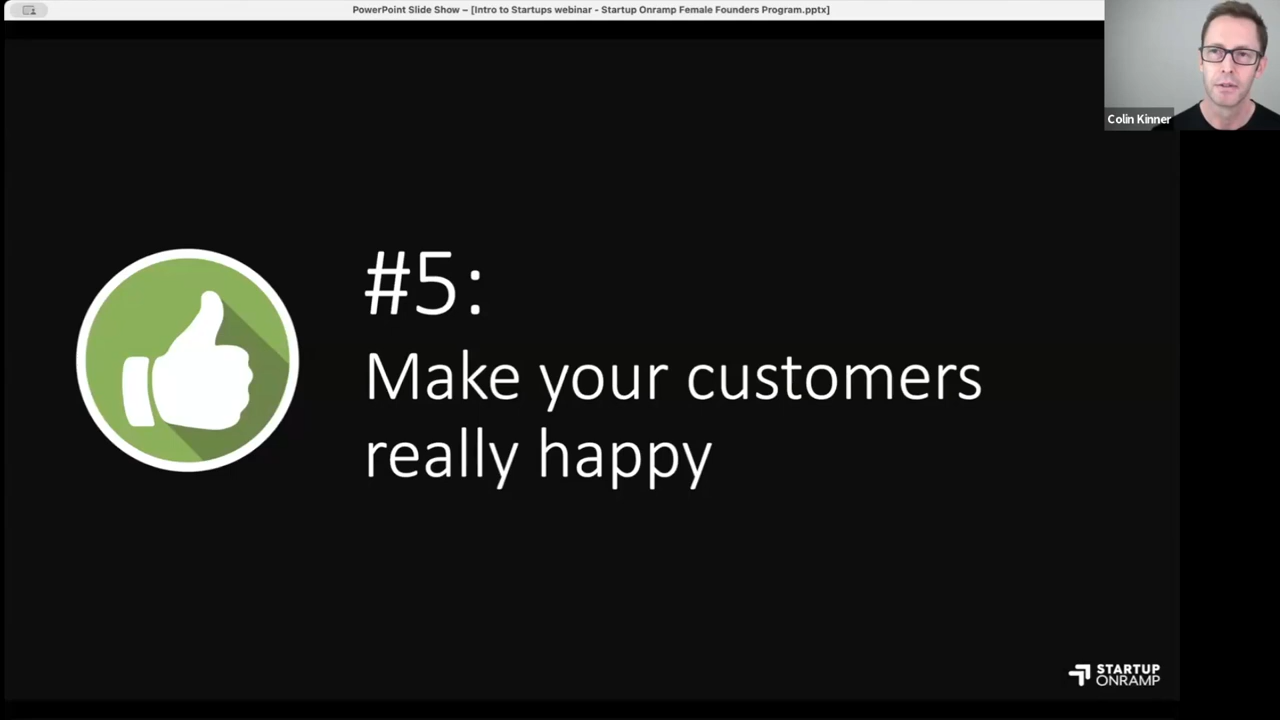 PowerPoint Slide Show – [Intro to Startups webinar - Startup Onramp Female Founders Program.pptx]
Colin Kinner
#5:
Make your customers
really happy
STARTUP
ONRAMP